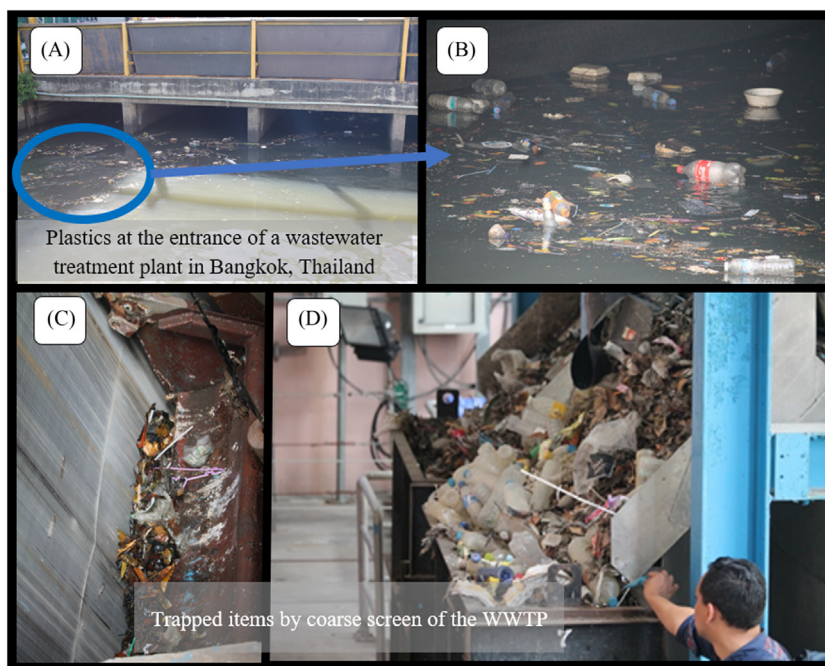 (A)
(B)
Plastics at the entrance of a wastewater
treatment plant in Bangkok, Thailand
(C)
(D)
Trapped items by coarse screen of the WWTP
7